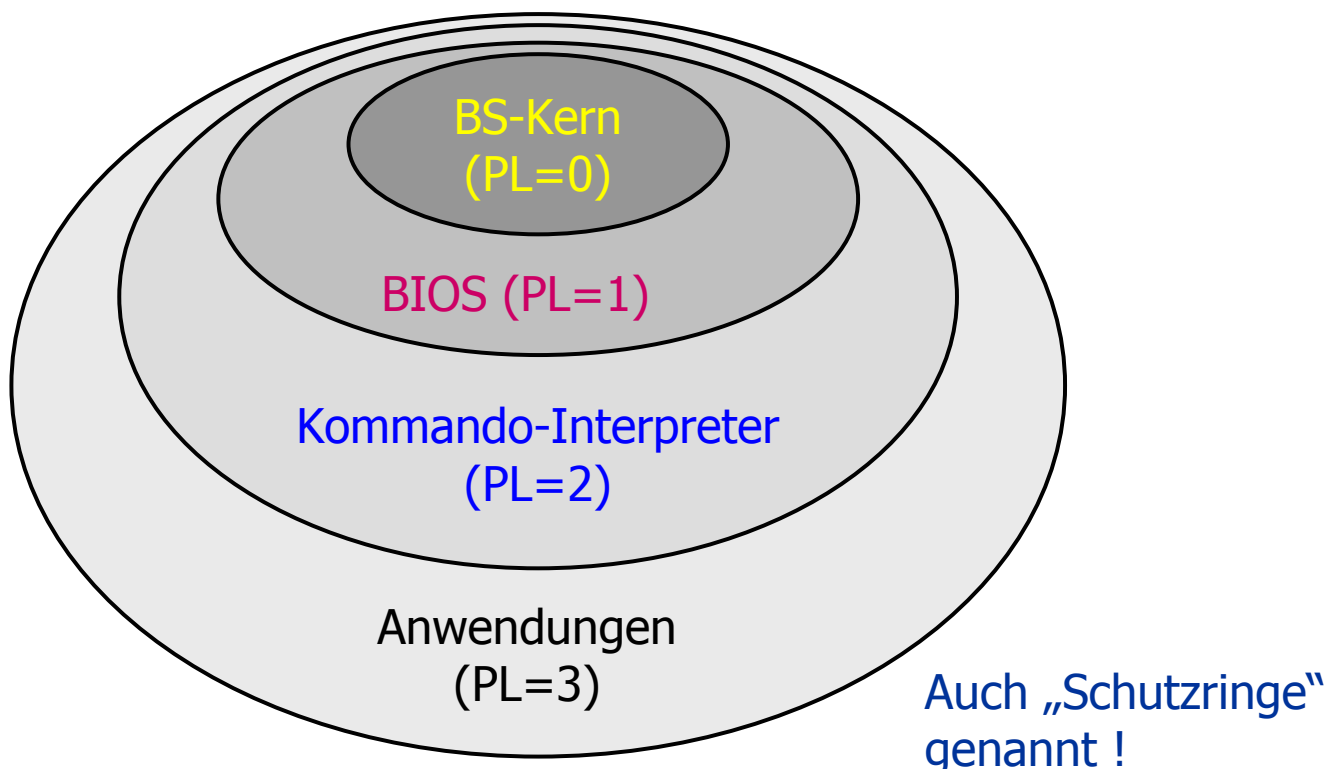 BS-Kern
(PL=0)
BIOS (PL=1)
Kommando-Interpreter
(PL=2)
Anwendungen
(PL=3)
Auch „Schutzringe“
genannt !